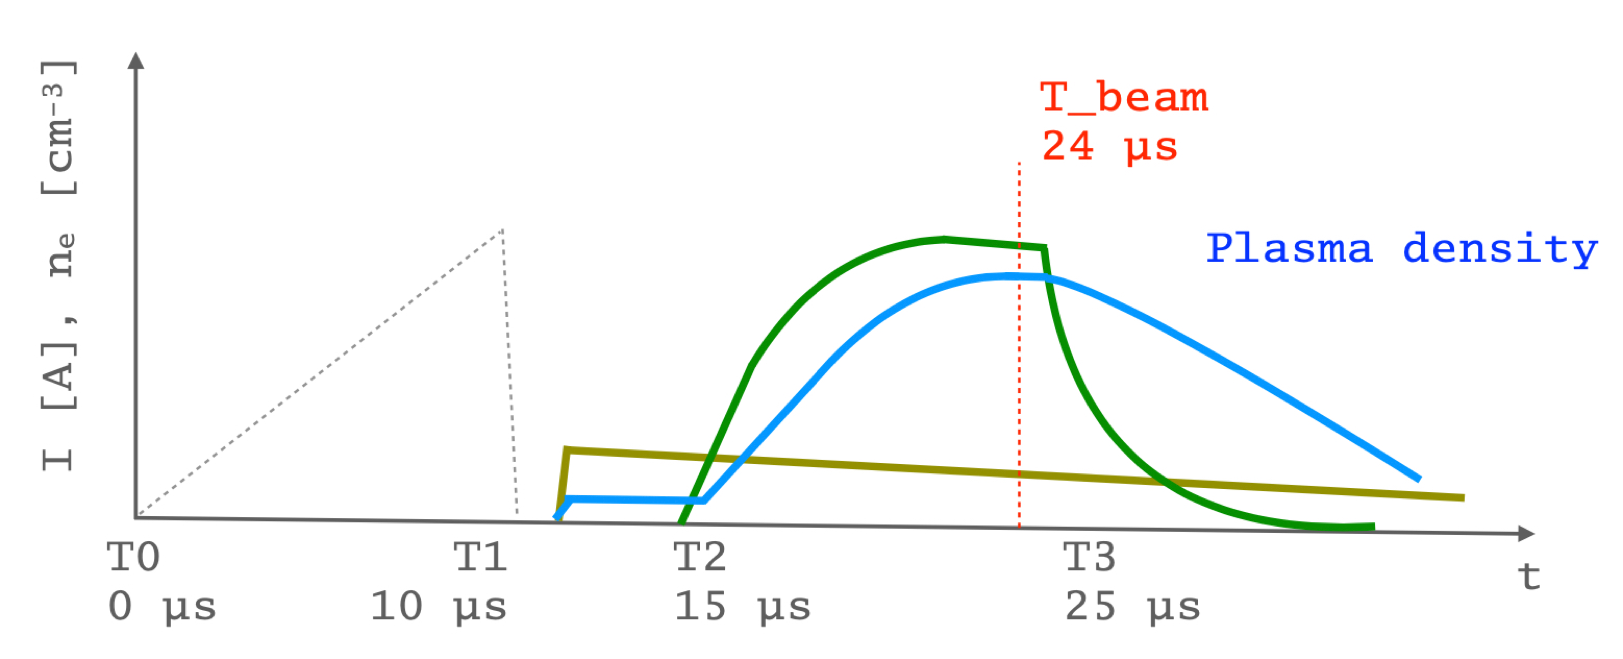 I [A], nₑ [cm⁻³]
T_beam
24 µs
Plasma density
T0
0 µs
T1
10 µs
T2
15 µs
T3
25 µs
t